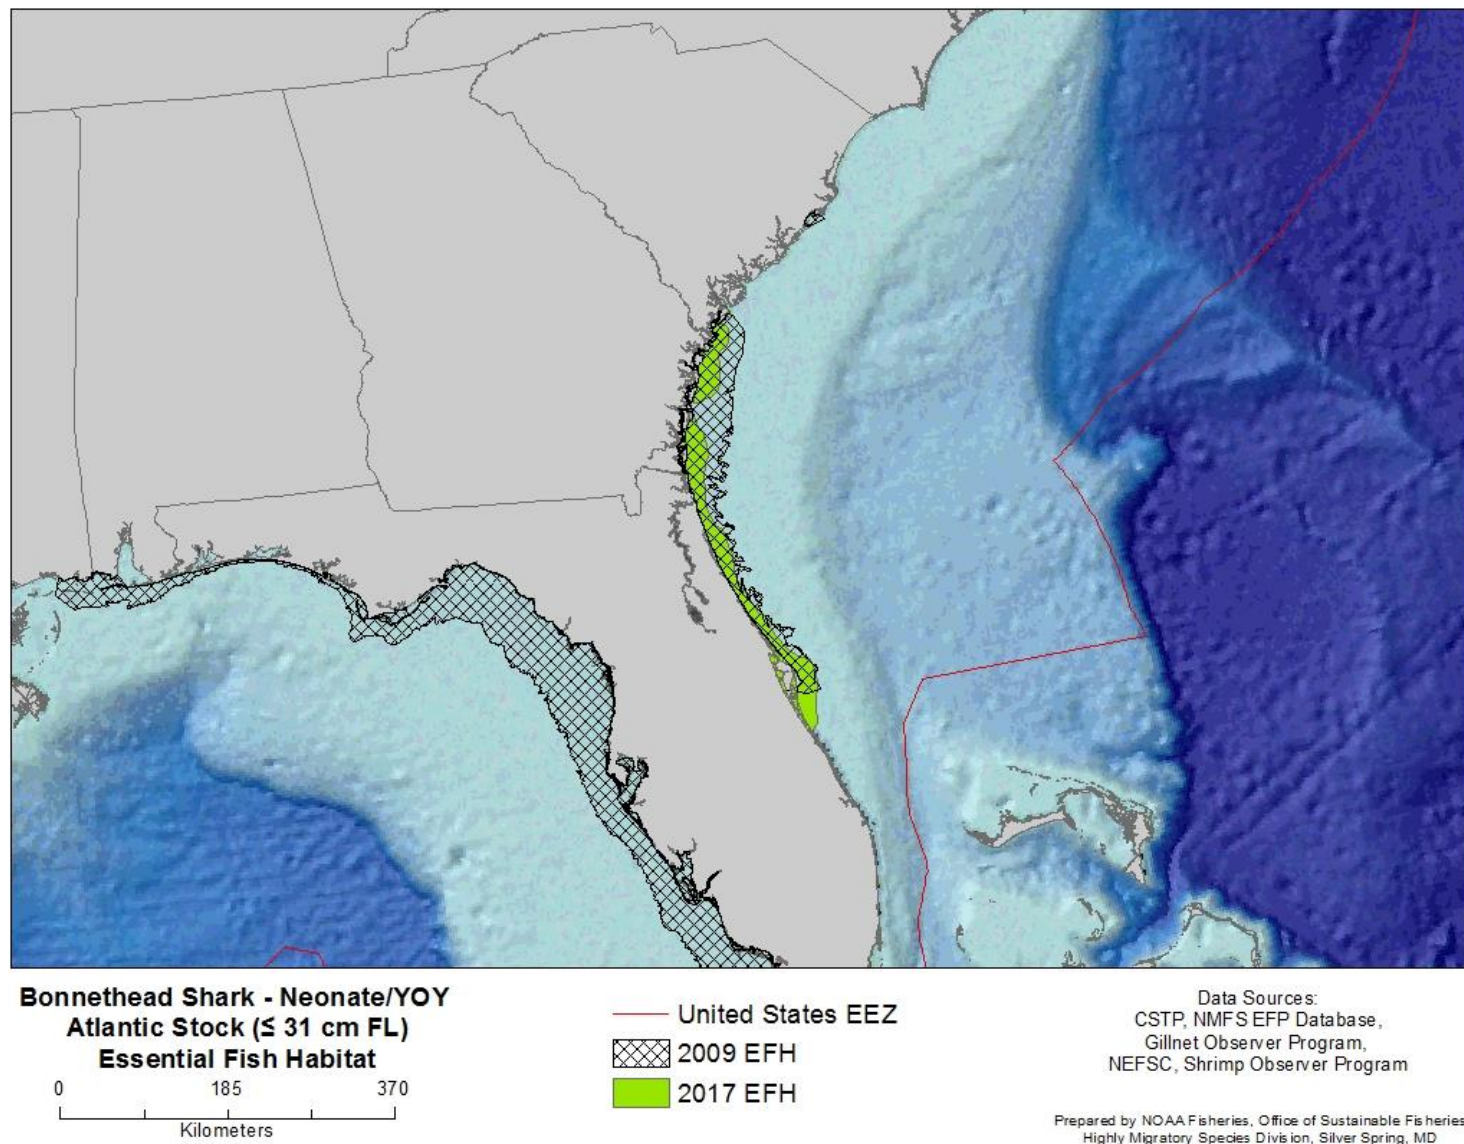 Bonnethead Shark - Neonate/YOY
Atlantic Stock (≤ 31 cm FL)
Essential Fish Habitat
0 185 370
Kilometers
United States EEZ
2009 EFH
2017 EFH
Data Sources:
CSTP, NMFS EFP Database,
Gillnet Observer Program,
NEFSC, Shrimp Observer Program
Prepared by NOAA Fisheries, Office of Sustainable Fisheries
Highly Migratory Species Division, Silver Spring, MD